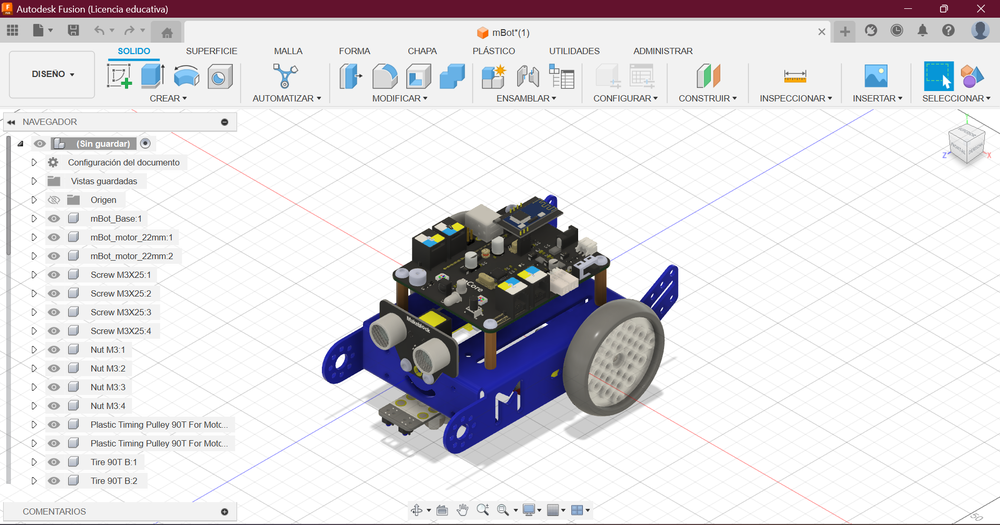 Autodesk Fusion (Licencia educativa)
mBot*(1)
DISEÑO
SOLIDO
SUPERFICIE
MALLA
FORMA
CHAPA
PLÁSTICO
UTILIDADES
ADMINISTRAR
CREAR
AUTOMATIZAR
MODIFICAR
ENSAMBLAR
CONFIGURAR
CONSTRUIR
INSPECCIONAR
INSERTAR
SELECCIONAR
NAVEGADOR
(Sin guardar)
Configuración del documento
Vistas guardadas
Origen
mBot_Base:1
mBot_motor_22mm:1
mBot_motor_22mm:2
Screw M3X25:1
Screw M3X25:2
Screw M3X25:3
Screw M3X25:4
Nut M3:1
Nut M3:2
Nut M3:3
Nut M3:4
Plastic Timing Pulley 90T For Motc...
Plastic Timing Pulley 90T For Motc...
Tire 90T B:1
Tire 90T B:2
COMENTARIOS
SUPERIOR
FRONTAL
DERECHA
Y
Z
X
mCore
Makeblock
50